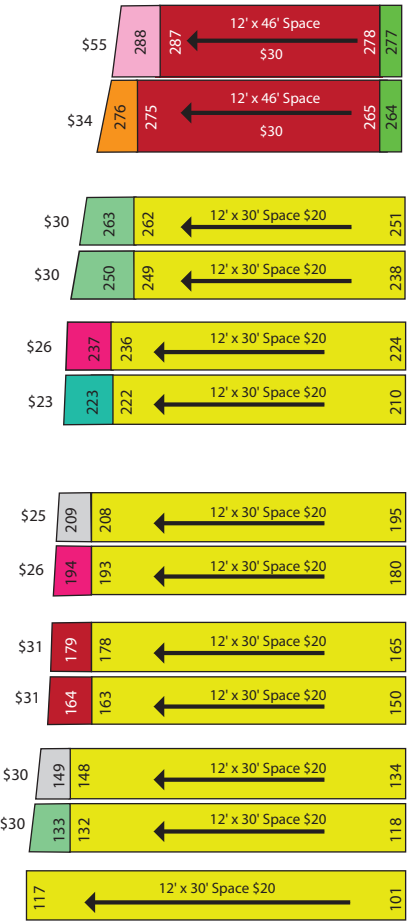 $55 288 287 12' x 46' Space $30 278 277
$34 276 275 12' x 46' Space $30 265 264
$30 263 262 12' x 30' Space $20 251
$30 250 249 12' x 30' Space $20 238
$26 237 236 12' x 30' Space $20 224
$23 223 222 12' x 30' Space $20 210
$25 209 208 12' x 30' Space $20 195
$26 194 193 12' x 30' Space $20 180
$31 179 178 12' x 30' Space $20 165
$31 164 163 12' x 30' Space $20 150
$30 149 148 12' x 30' Space $20 134
$30 133 132 12' x 30' Space $20 118
117 12' x 30' Space $20 101